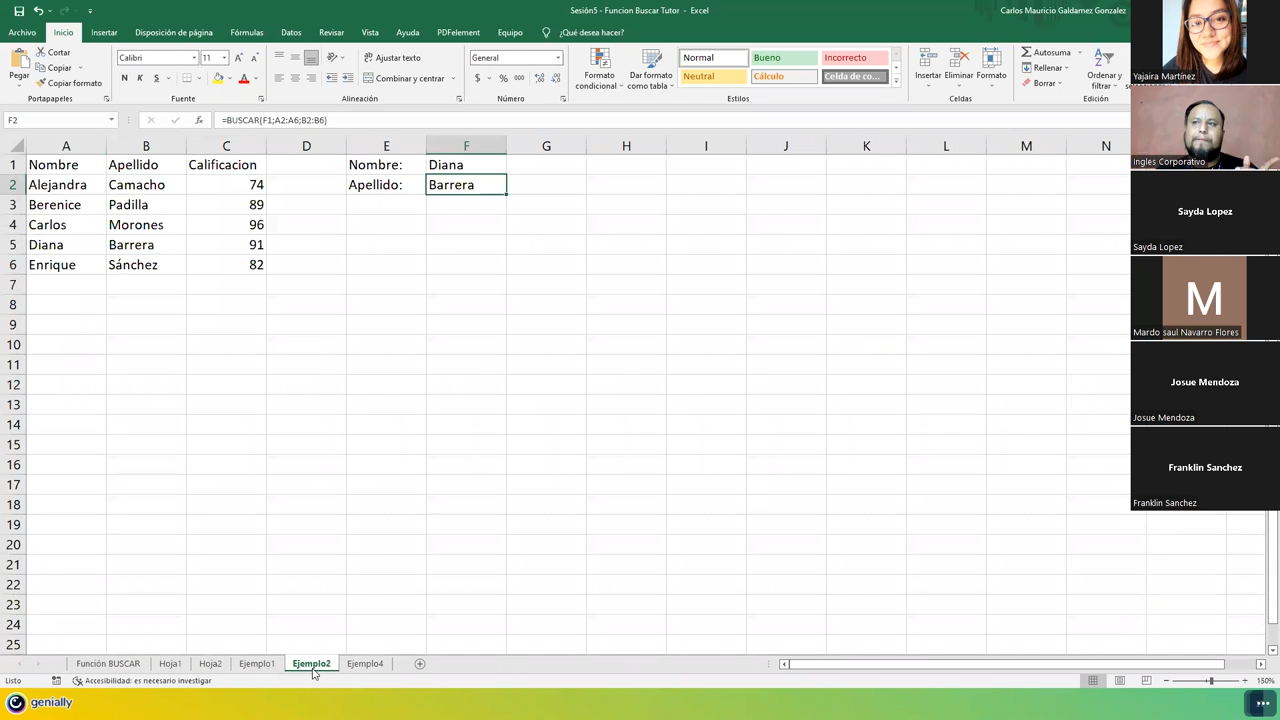 Sesión5 - Funcion Buscar Tutor - Excel
Carlos Mauricio Galdamez Gonzalez
Archivo Inicio Insertar Disposición de página Fórmulas Datos Revisar Vista Ayuda PDFelement Equipo ¿Qué desea hacer?
Pegar
Cortar
Copiar
Copiar formato
Portapapeles
Calibri 11
N K S
Fuente
Ajustar texto
Combinar y centrar
Alineación
General
$ % 000
Número
Formato condicional
Dar formato como tabla
Normal Bueno Incorrecto
Neutral Cálculo Celda de co...
Estilos
Insertar Eliminar Formato
Celdas
Autosuma
Rellenar
Borrar
Ordenar y filtrar
Edición
F2 fx =BUSCAR(F1;A2:A6;B2:B6)
A B C D E F G H I J K L M N
1 Nombre Apellido Calificacion Nombre: Diana
2 Alejandra Camacho 74 Apellido: Barrera
3 Berenice Padilla 89
4 Carlos Morones 96
5 Diana Barrera 91
6 Enrique Sánchez 82
7
8
9
10
11
12
13
14
15
16
17
18
19
20
21
22
23
24
25
Función BUSCAR Hoja1 Hoja2 Ejemplo1 Ejemplo2 Ejemplo4
Listo Accesibilidad: es necesario investigar 150%
genially
Yajaira Martínez
Ingles Corporativo
Sayda Lopez
Sayda Lopez
M
Mardo saul Navarro Flores
Josue Mendoza
Josue Mendoza
Franklin Sanchez
Franklin Sanchez